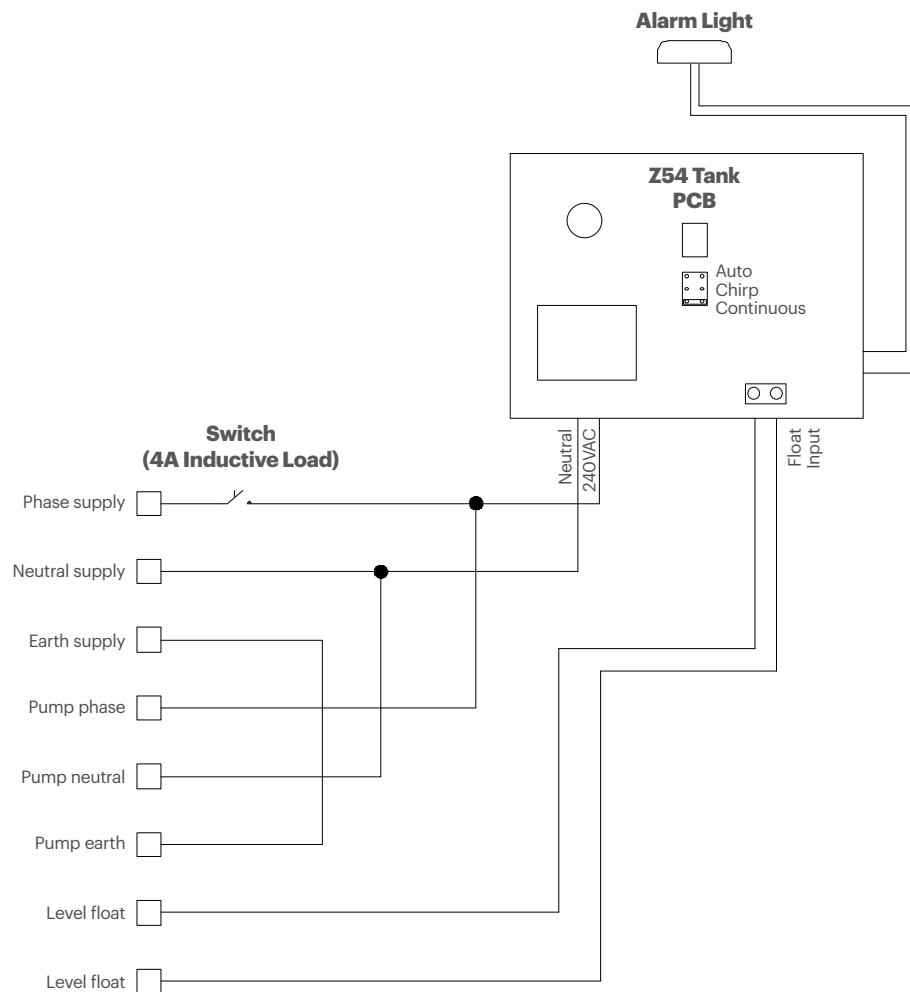 Alarm Light
Z54 Tank
PCB
Auto
Chirp
Continuous
Neutral
240VAC
Float
Input
Switch
(4A Inductive Load)
Phase supply
Neutral supply
Earth supply
Pump phase
Pump neutral
Pump earth
Level float
Level float